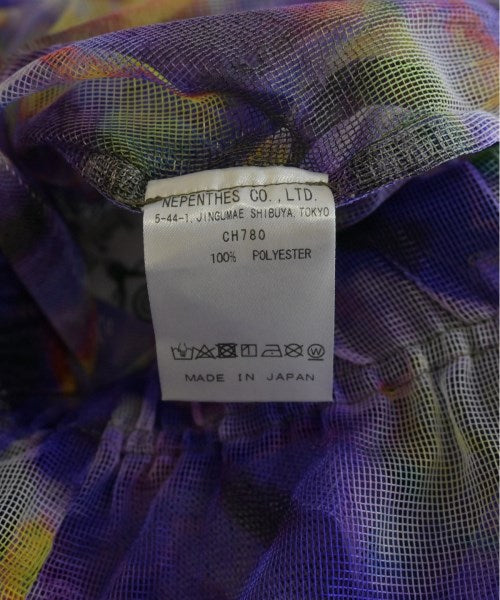 NEPENTHES CO., LTD.
5-44-1, JINGUMAE SHIBUYA, TOKYO
CH780
100% POLYESTER
MADE IN JAPAN